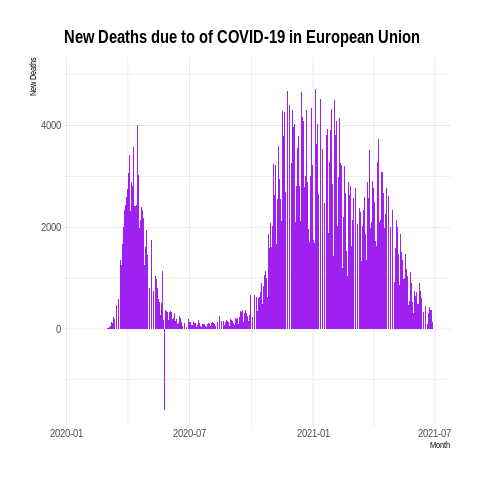 New Deaths due to of COVID-19 in European Union
New Deaths
4000
2000
0
2020-01
2020-07
2021-01
2021-07
Month